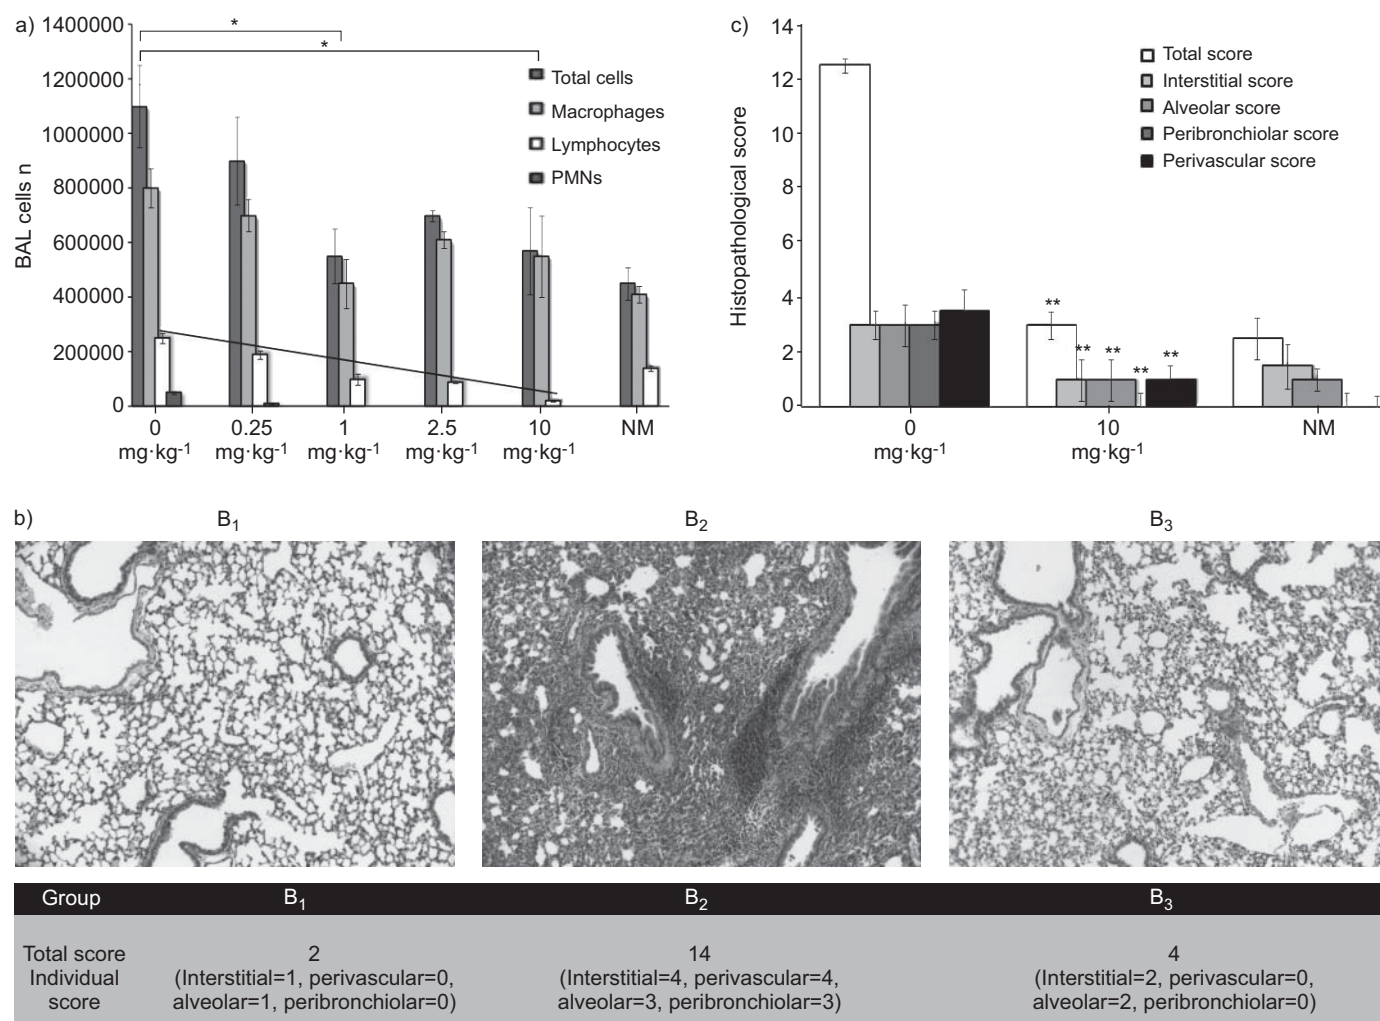 a)
1400000
1200000
1000000
800000
600000
400000
200000
0
BAL cells n
*
*
Total cells
Macrophages
Lymphocytes
PMNs
0 0.25 1 2.5 10 NM
mg·kg-1 mg·kg-1 mg·kg-1 mg·kg-1 mg·kg-1
c)
14
12
10
8
6
4
2
0
Histopathological score
Total score
Interstitial score
Alveolar score
Peribronchiolar score
Perivascular score
**
** ** ** **
0 10 NM
mg·kg-1 mg·kg-1
b)
B1 B2 B3
Group B1 B2 B3
Total score 2 14 4
Individual (Interstitial=1, perivascular=0, (Interstitial=4, perivascular=4, (Interstitial=2, perivascular=0,
score alveolar=1, peribronchiolar=0) alveolar=3, peribronchiolar=3) alveolar=2, peribronchiolar=0)